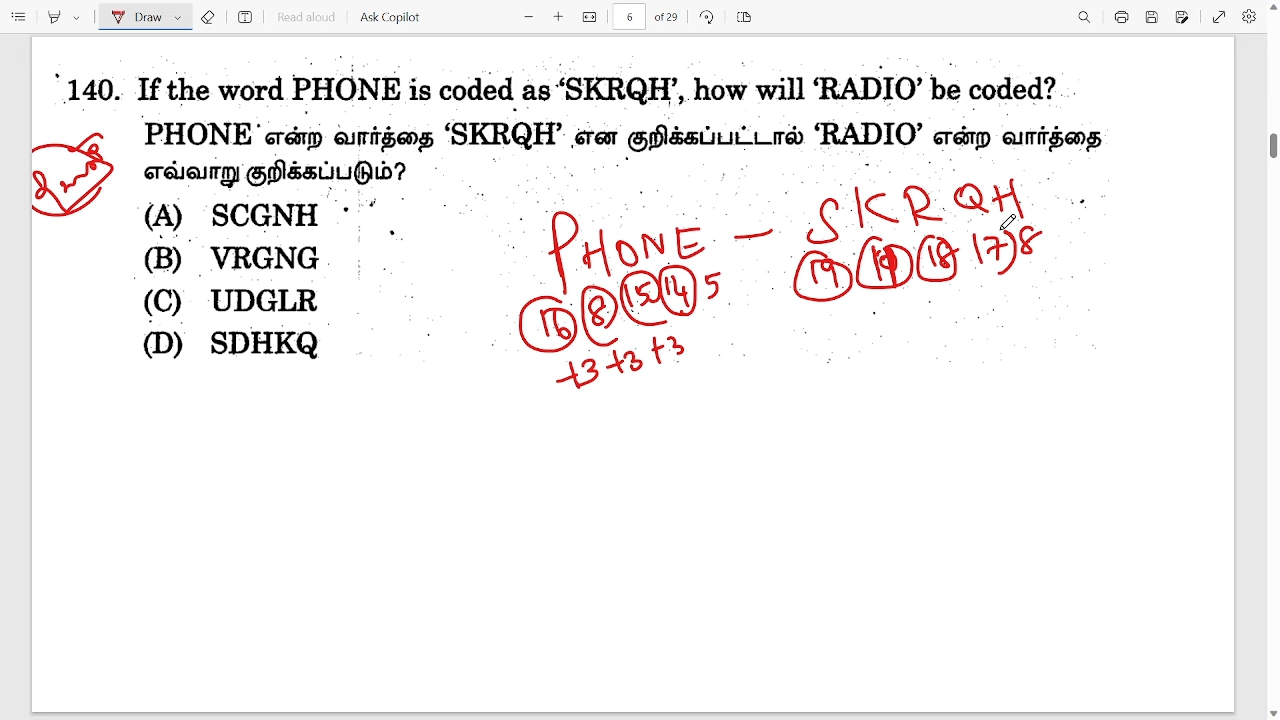 Draw
Read aloud
Ask Copilot
6
of 29
140. If the word PHONE is coded as 'SKRQH', how will 'RADIO' be coded?
PHONE என்ற வார்த்தை 'SKRQH' என குறிக்கப்பட்டால் 'RADIO' என்ற வார்த்தை
எவ்வாறு குறிக்கப்படும்?
(A) SCGNH
(B) VRGNG
(C) UDGLR
(D) SDHKQ
PHONE — SKRQH
16 8 15 14 5
19 11 18 17 8
+3 +3 +3